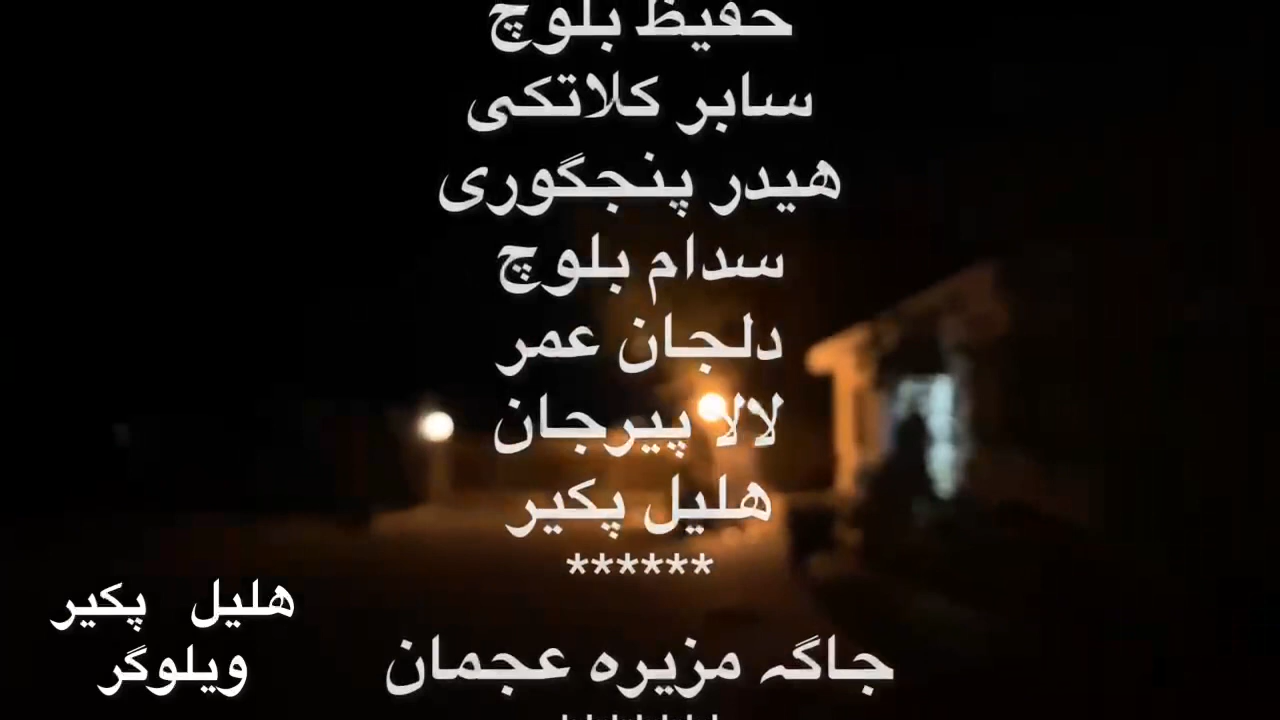 حفیظ بلوچ
سابر کلاتکی
هیدر پنجگوری
سدام بلوچ
دلجان عمر
لالا پیرجان
هلیل پکیر
******
جاگہ مزیرہ عجمان
هلیل پکیر
ویلوگر